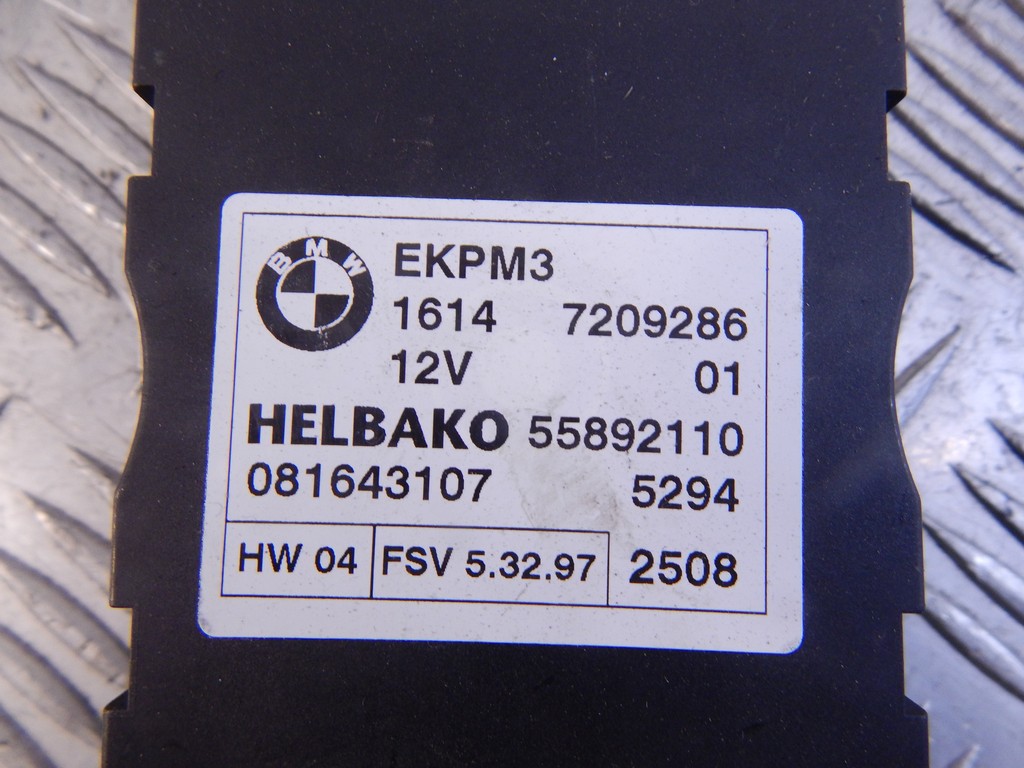 BMW
EKPM3
1614 7209286
12V 01
HELBAKO 55892110
081643107 5294
HW 04 FSV 5.32.97 2508